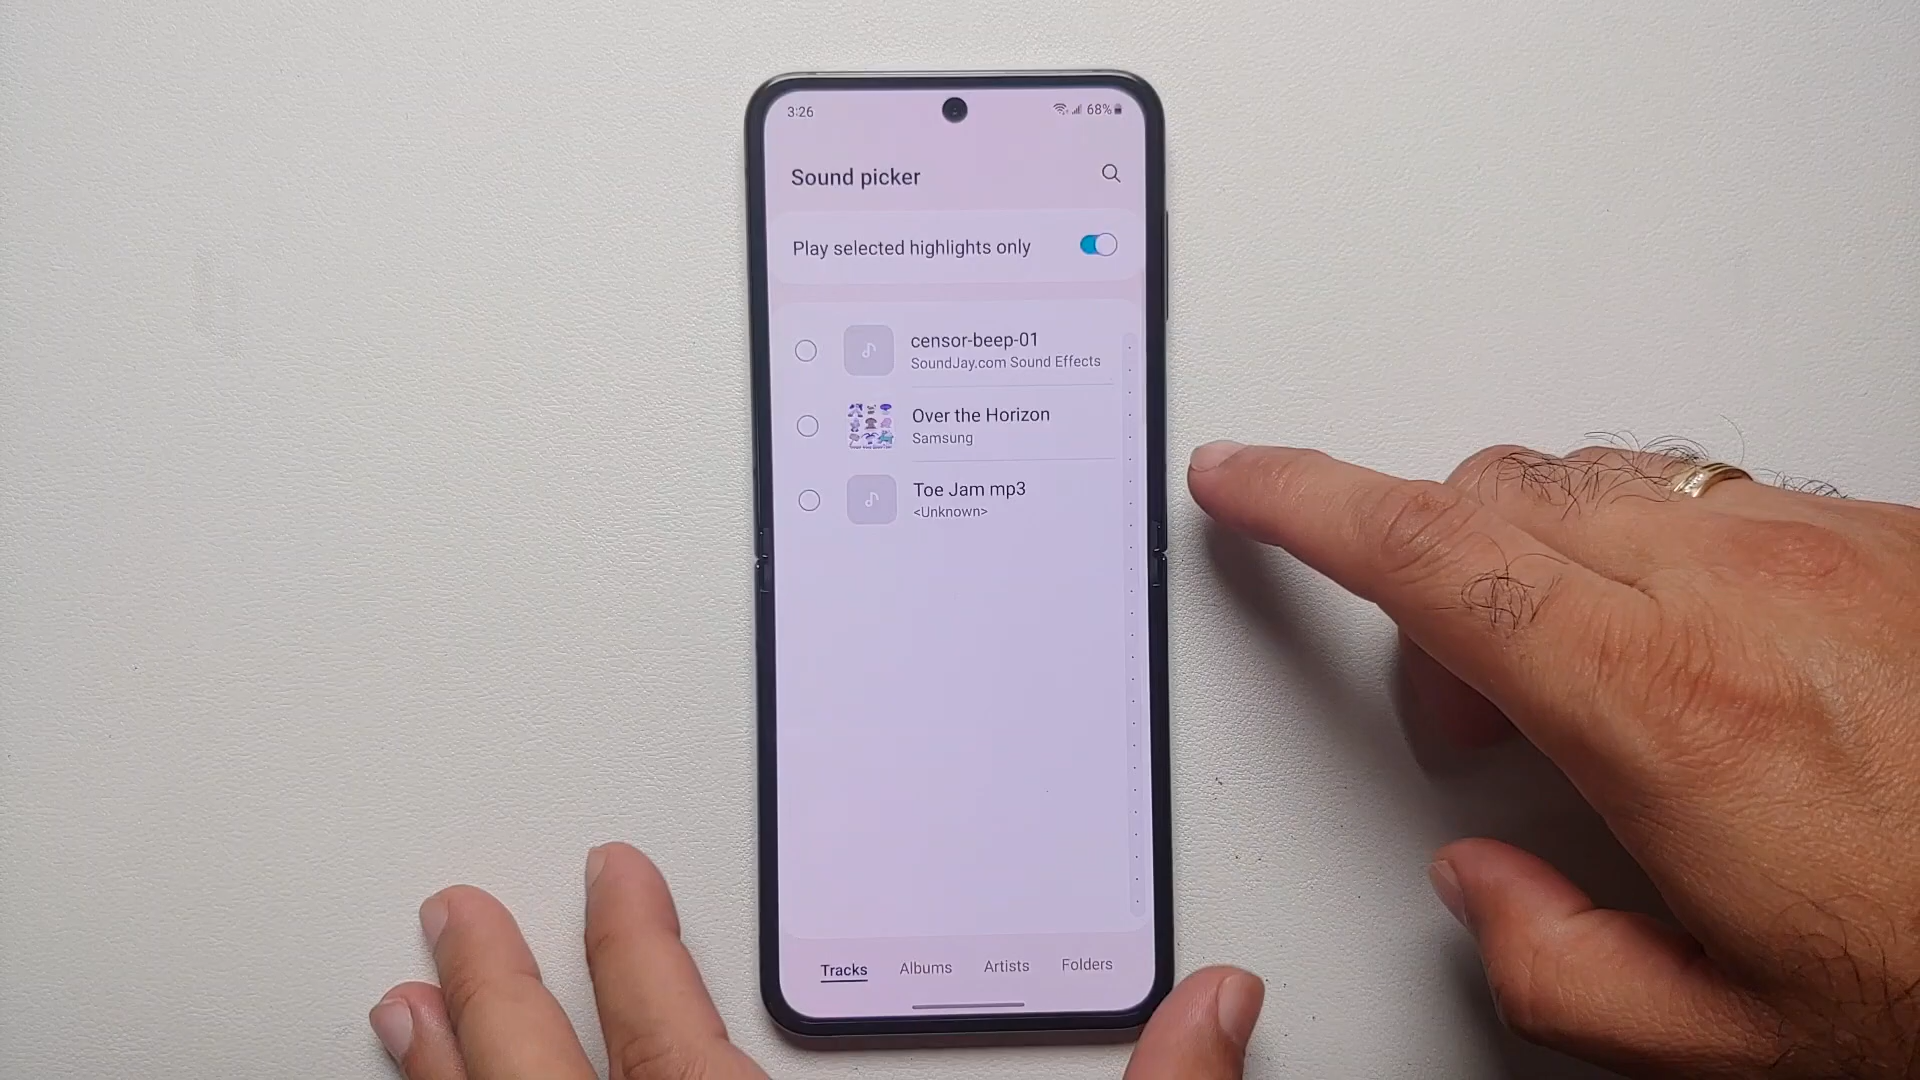 3:26
68%
Sound picker
Play selected highlights only
censor-beep-01
SoundJay.com Sound Effects
Over the Horizon
Samsung
Toe Jam mp3
<Unknown>
Tracks Albums Artists Folders